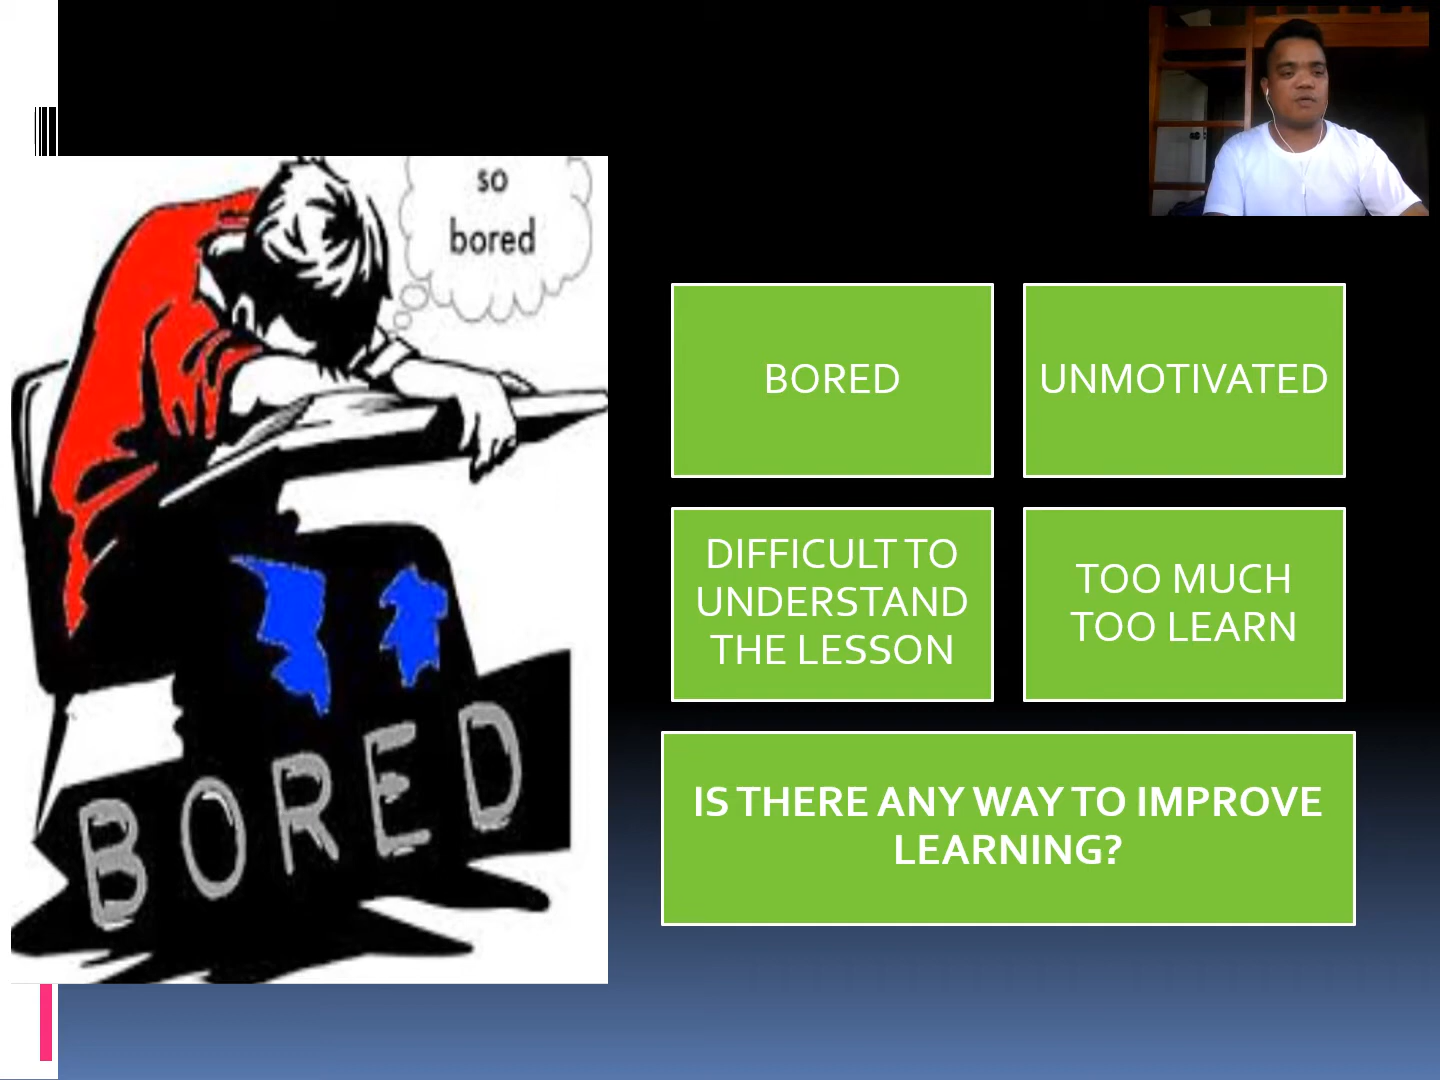 so
bored
BORED
BORED
UNMOTIVATED
DIFFICULT TO
UNDERSTAND
THE LESSON
TOO MUCH
TOO LEARN
IS THERE ANY WAY TO IMPROVE
LEARNING?